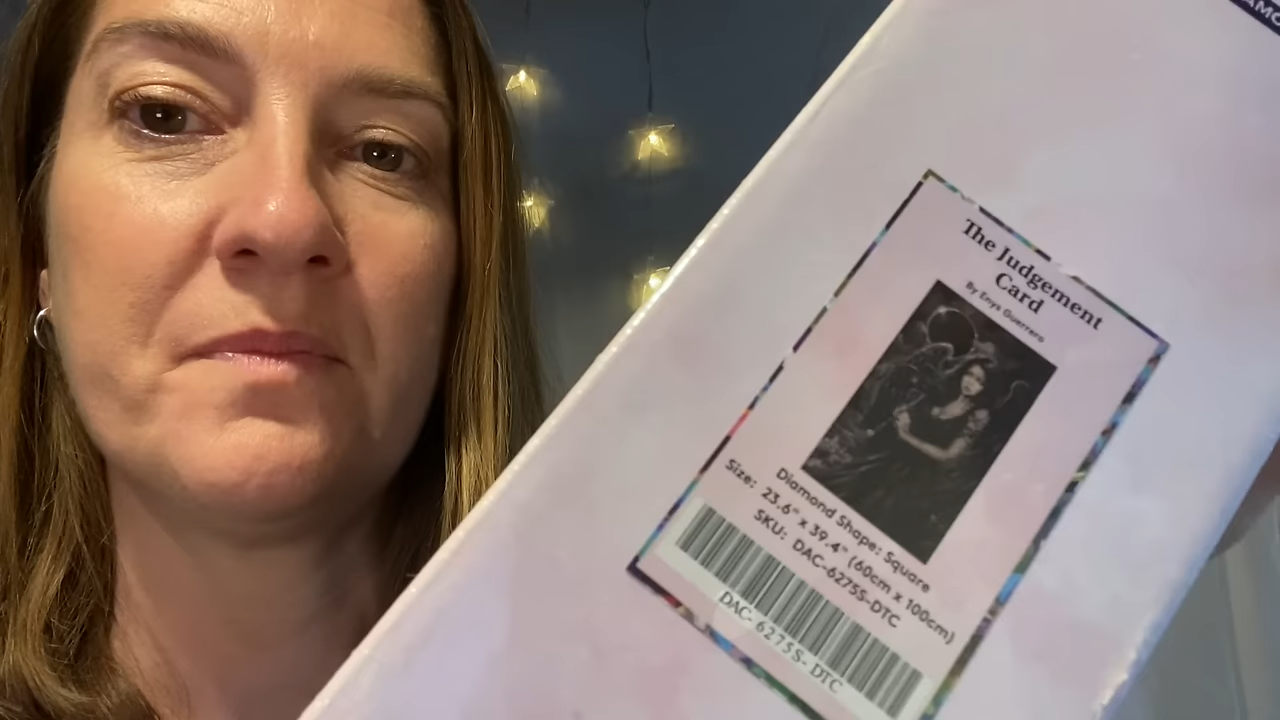 The Judgement
Card
By Enys Guerrero
Diamond Shape: Square
Size: 23.6" x 39.4" (60cm x 100cm)
SKU: DAC-6275S-DTC
DAC- 6275S- DTC